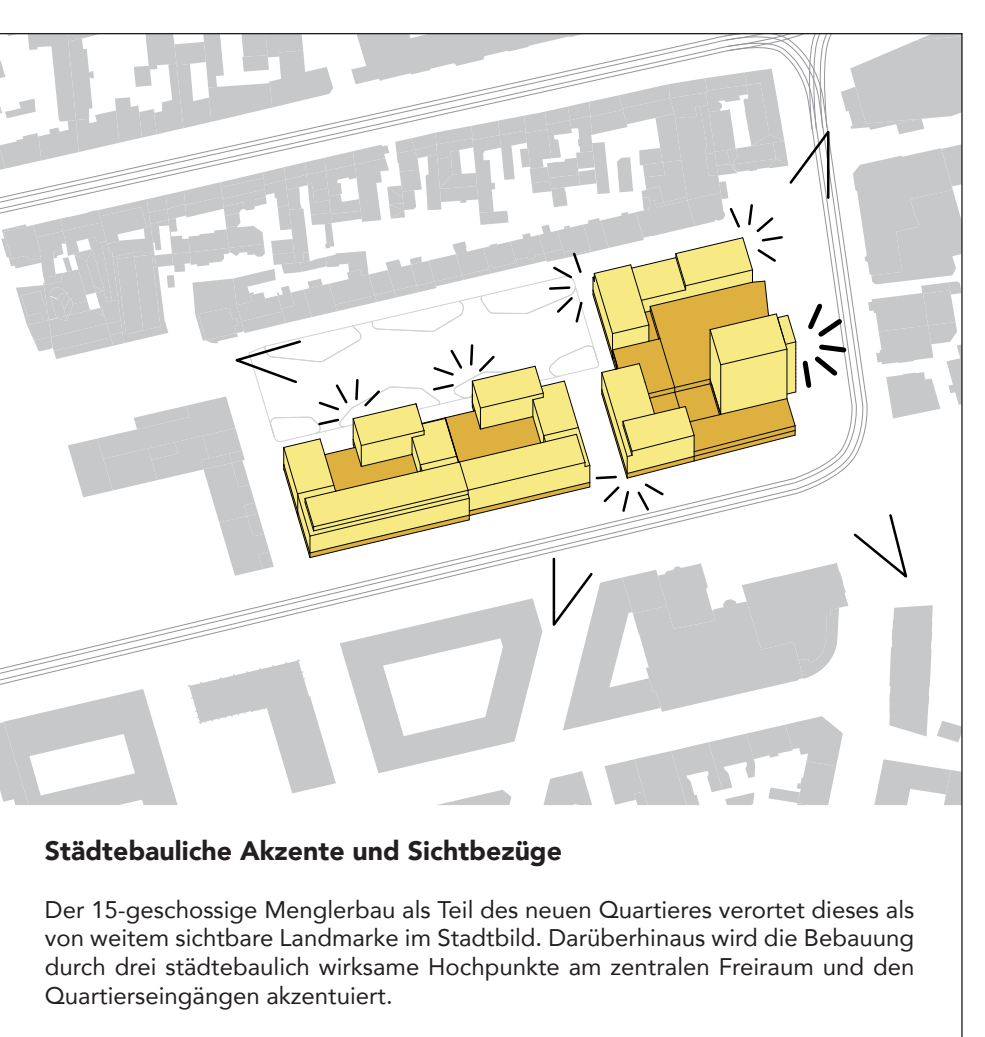 Städtebauliche Akzente und Sichtbezüge
Der 15-geschossige Menglerbau als Teil des neuen Quartieres verortet dieses als
von weitem sichtbare Landmarke im Stadtbild. Darüberhinaus wird die Bebauung
durch drei städtebaulich wirksame Hochpunkte am zentralen Freiraum und den
Quartierseingängen akzentuiert.